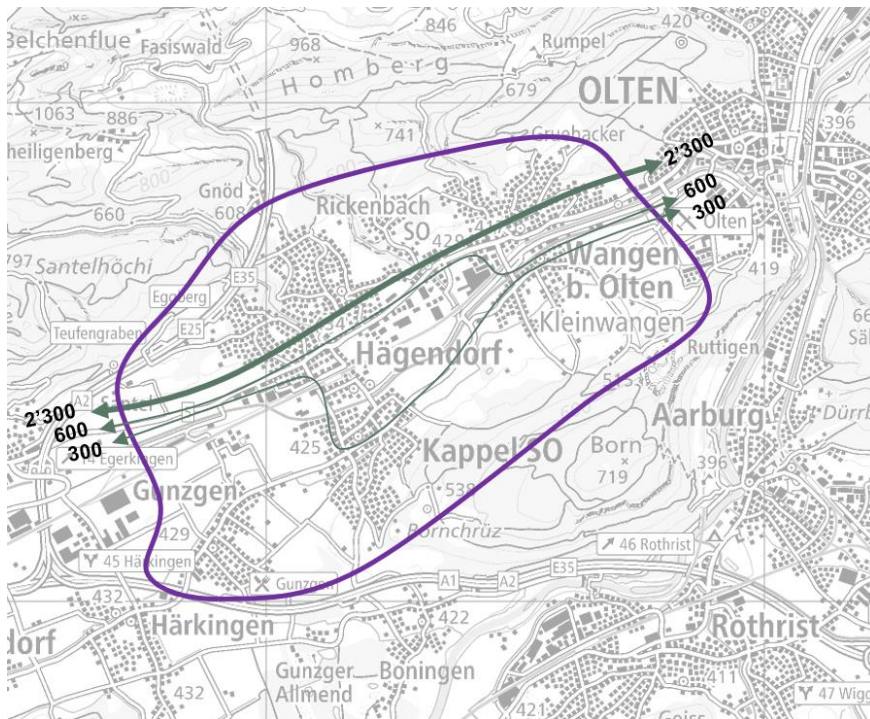 Belchenflue
Fasiswald
968
846
Rumpel
420
Homberg
679
OLTEN
1063
886
741
Gruebacker
396
heiligenberg
800
2'300
Gnöd
600
660
608
Rickenbach
SO
300
Olten
429
797
Santelhöchi
E35
Wangen
b. Olten
419
Eggberg
Teufengraben
E25
Kleinwangen
Hägendorf
Ruttigen
515
A2
Santel
2'300
Aarburg
600
300
14 Egerkingen
425
Kappel SO
Born
719
396
Gunzgen
538
Bornchrüz
429
46 Rothrist
45 Härkingen
432
Gunzgen
A1
A2
E35
Härkingen
422
Rothrist
dorf
Gunzger
Allmend
Boningen
432
411
421
47 Wigg